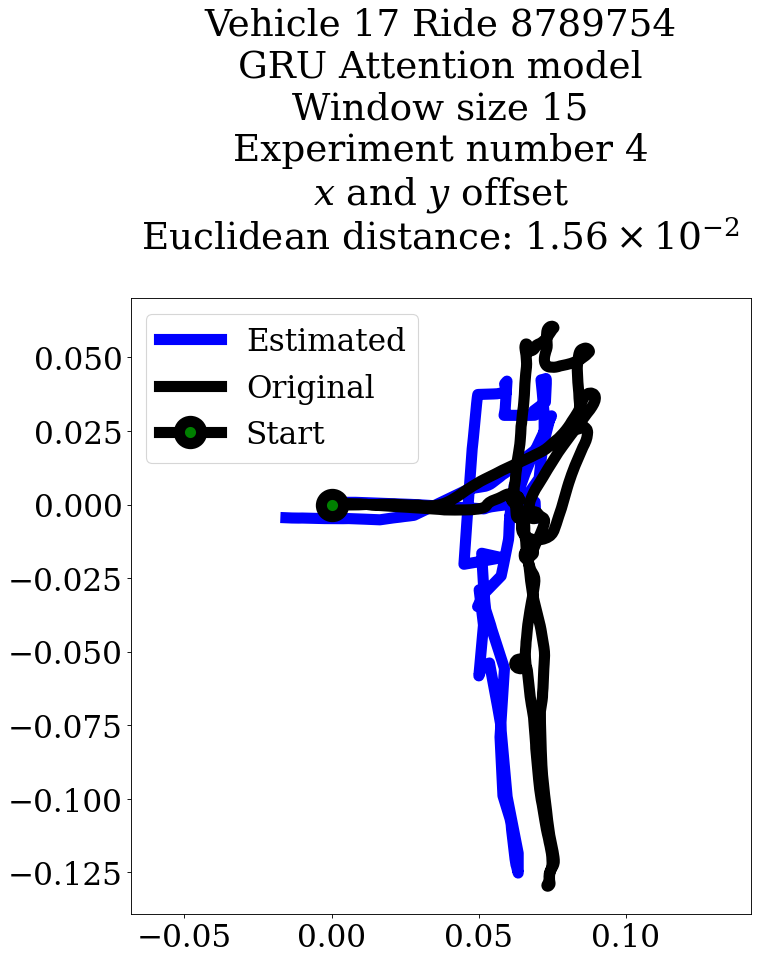 Vehicle 17 Ride 8789754
GRU Attention model
Window size 15
Experiment number 4
x and y offset
Euclidean distance: 1.56 × 10⁻²
Estimated
Original
Start
0.050
0.025
0.000
−0.025
−0.050
−0.075
−0.100
−0.125
−0.05 0.00 0.05 0.10